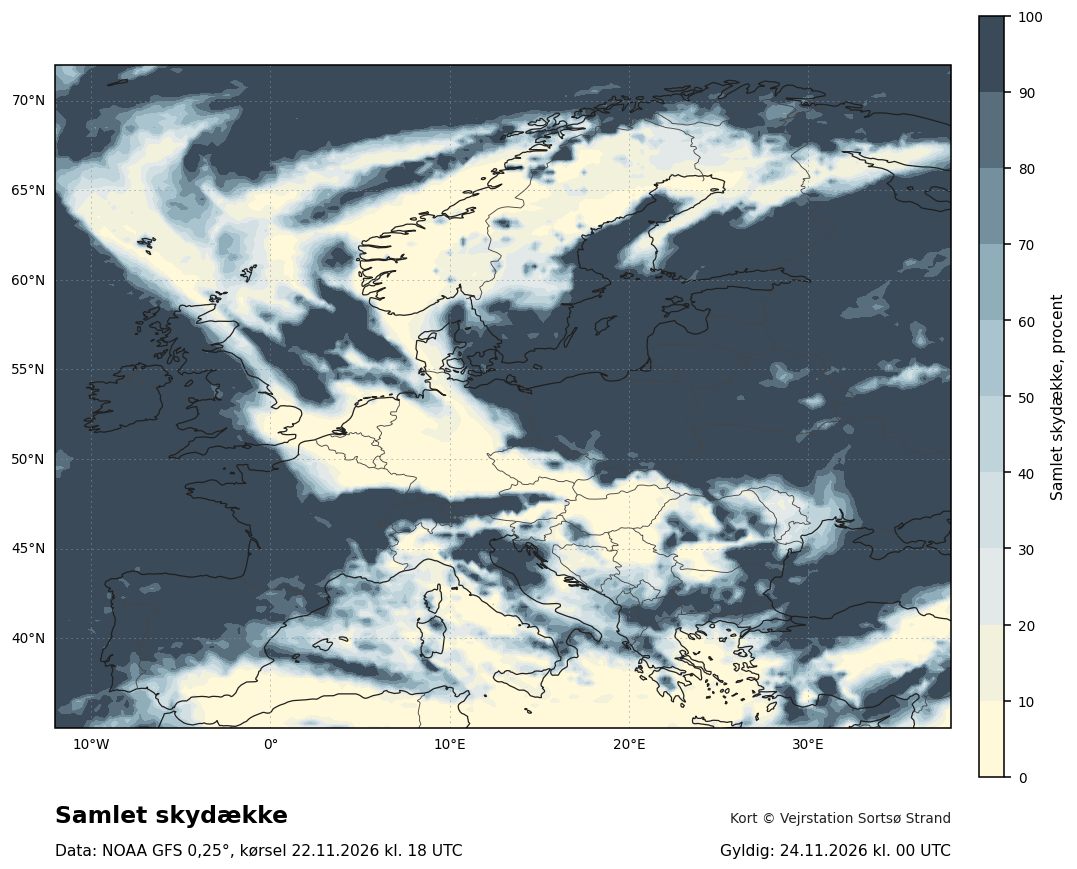 100
90
80
70
60
50
40
30
20
10
0
Samlet skydække, procent
70°N
65°N
60°N
55°N
50°N
45°N
40°N
10°W
0°
10°E
20°E
30°E
Samlet skydække
Kort © Vejrstation Sortsø Strand
Data: NOAA GFS 0,25°, kørsel 22.11.2026 kl. 18 UTC
Gyldig: 24.11.2026 kl. 00 UTC